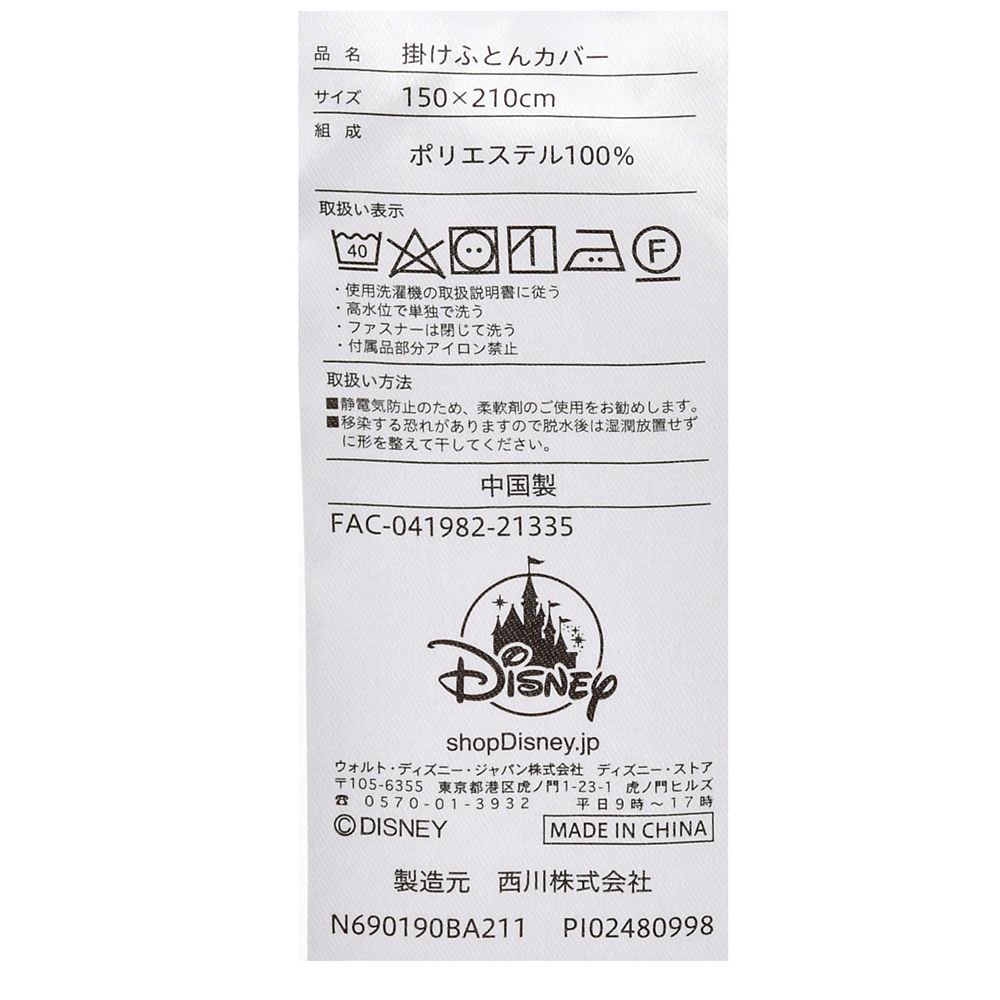 品名 掛けふとんカバー
サイズ 150×210cm
組成
ポリエステル100%
取扱い表示
40 F
・使用洗濯機の取扱説明書に従う
・高水位で単独で洗う
・ファスナーは閉じて洗う
・付属品部分アイロン禁止
取扱い方法
■静電気防止のため、柔軟剤のご使用をお勧めします。
■移染する恐れがありますので脱水後は湿潤放置せず
に形を整えて干してください。
中国製
FAC-041982-21335
Disney
shopDisney.jp
ウォルト・ディズニー・ジャパン株式会社 ディズニー・ストア
〒105-6355 東京都港区虎ノ門1-23-1 虎ノ門ヒルズ
☎ 0570-01-3932 平日9時～17時
©DISNEY MADE IN CHINA
製造元 西川株式会社
N690190BA211 PI02480998